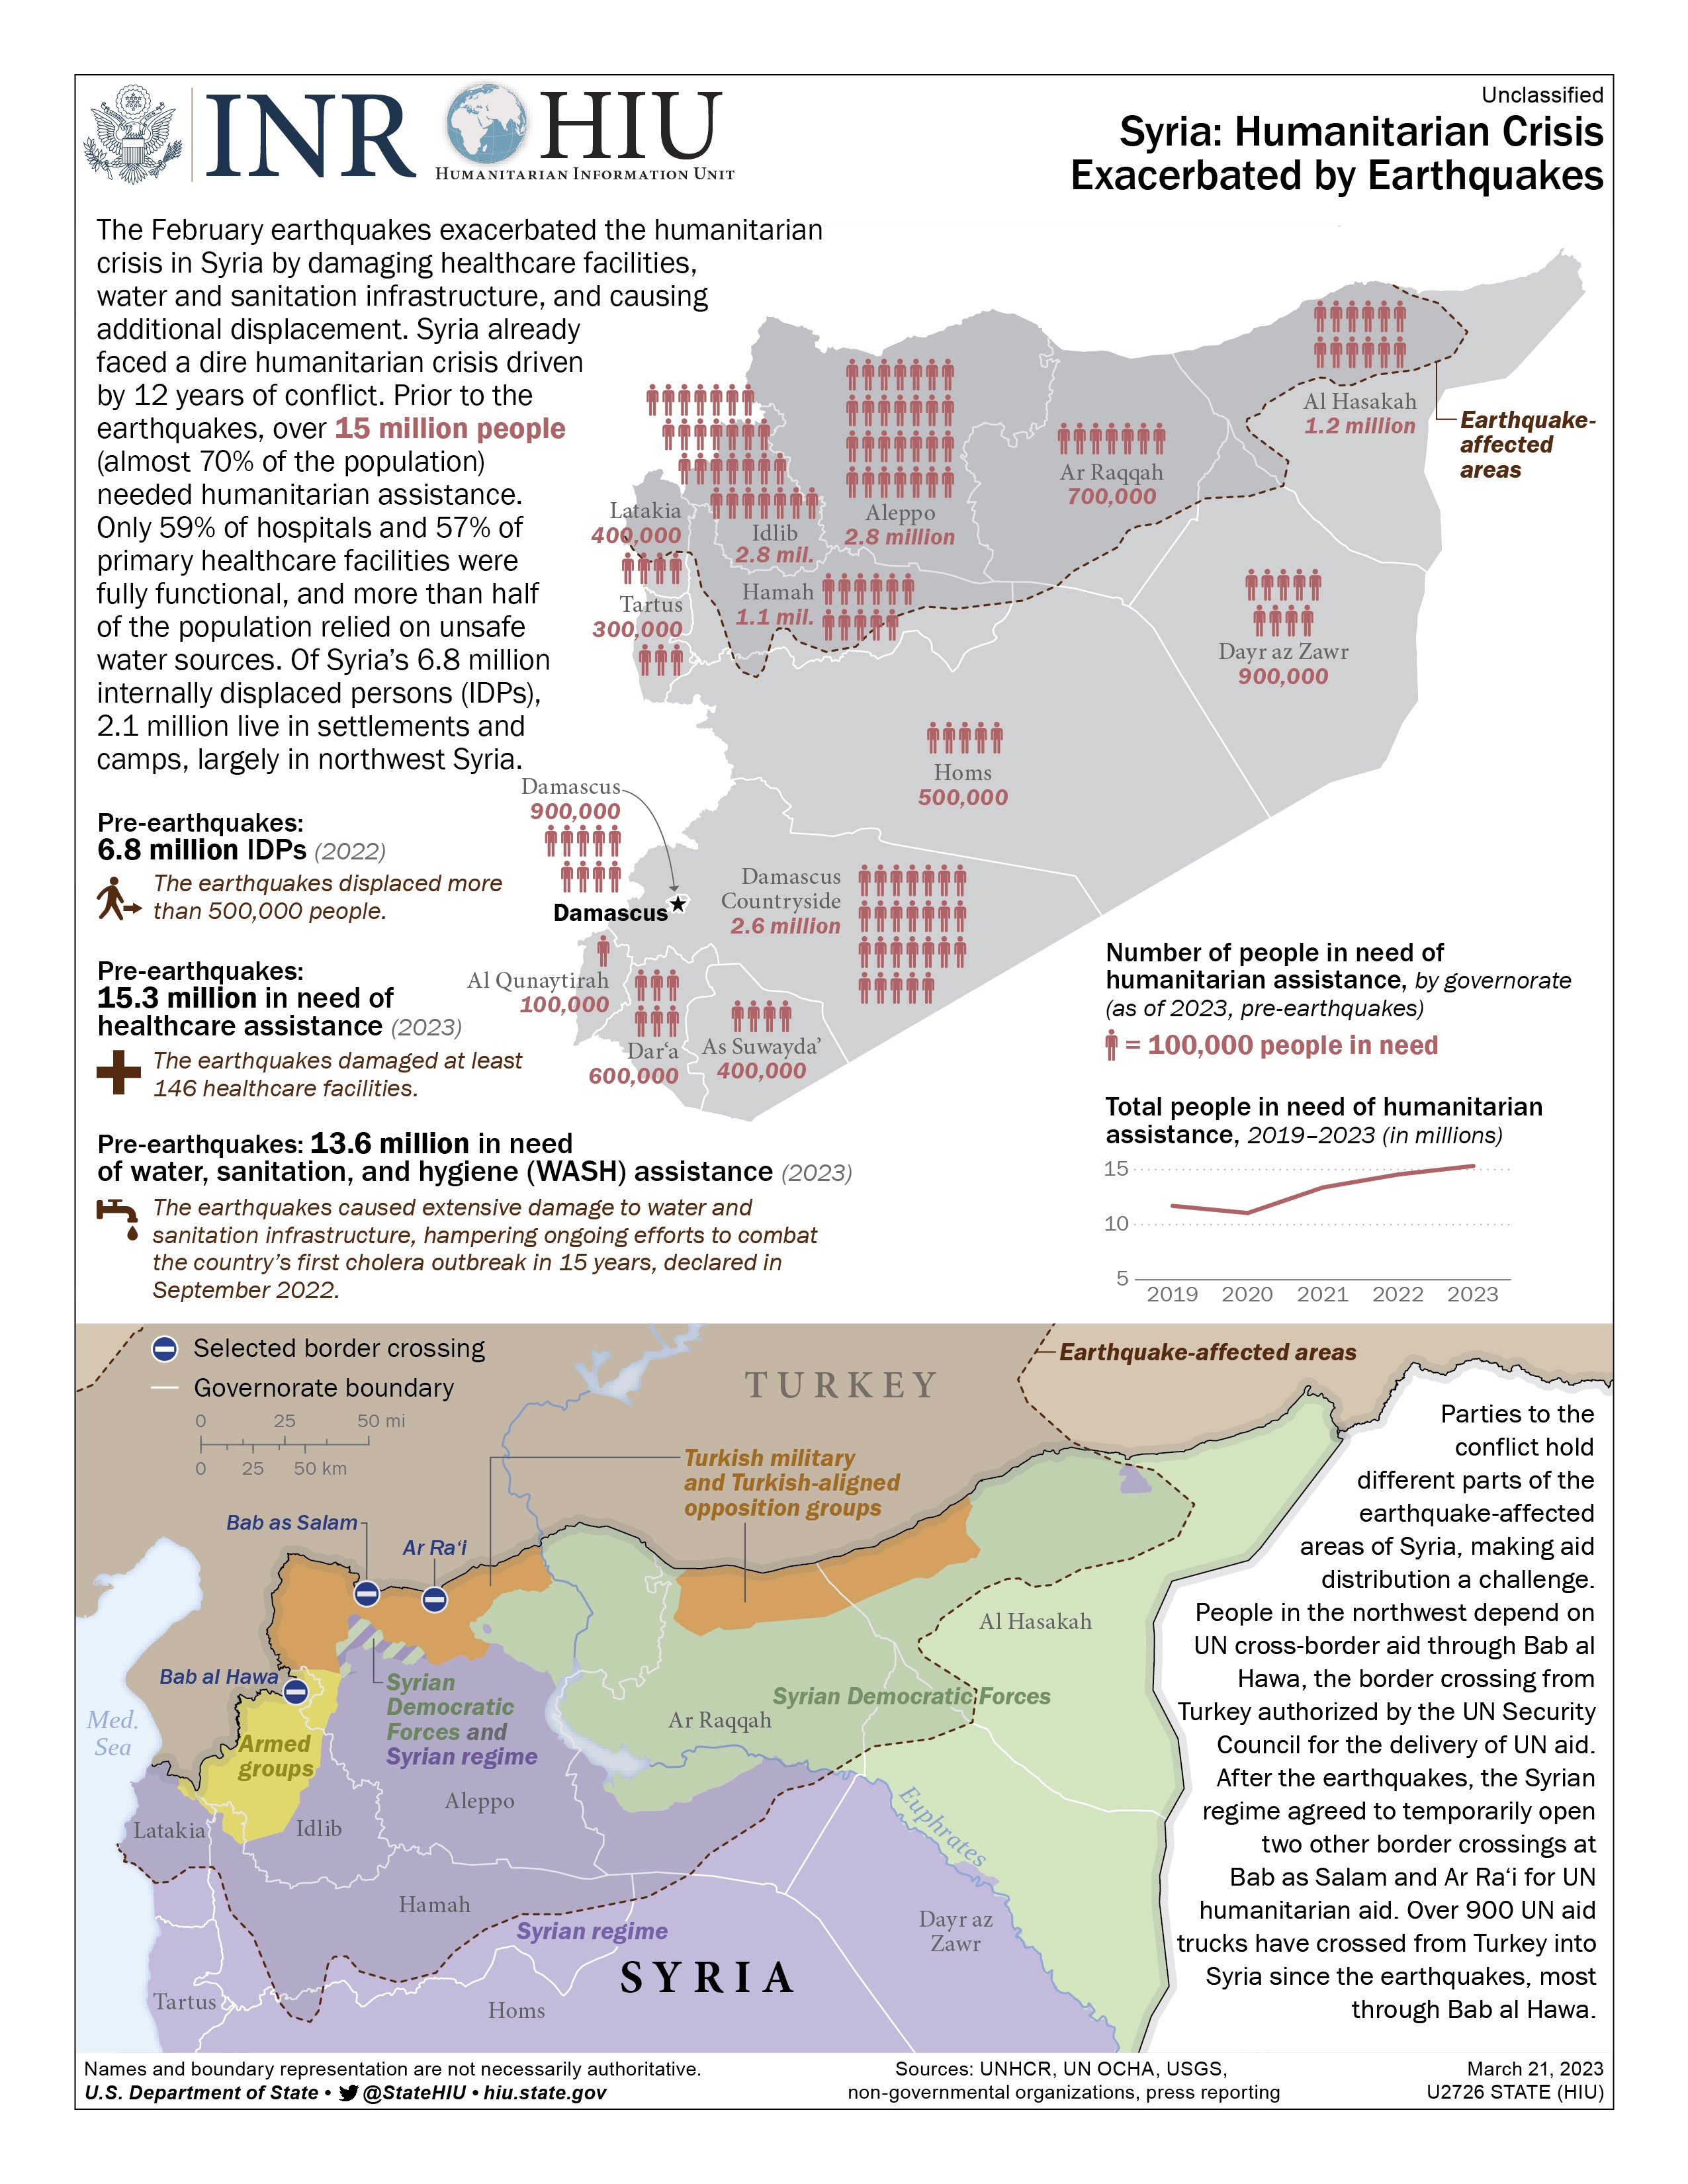 INR
HIU
HUMANITARIAN INFORMATION UNIT
Unclassified
Syria: Humanitarian Crisis
Exacerbated by Earthquakes
The February earthquakes exacerbated the humanitarian
crisis in Syria by damaging healthcare facilities,
water and sanitation infrastructure, and causing
additional displacement. Syria already
faced a dire humanitarian crisis driven
by 12 years of conflict. Prior to the
earthquakes, over 15 million people
(almost 70% of the population)
needed humanitarian assistance.
Only 59% of hospitals and 57% of
primary healthcare facilities were
fully functional, and more than half
of the population relied on unsafe
water sources. Of Syria’s 6.8 million
internally displaced persons (IDPs),
2.1 million live in settlements and
camps, largely in northwest Syria.
Pre-earthquakes:
6.8 million IDPs (2022)
The earthquakes displaced more
than 500,000 people.
Pre-earthquakes:
15.3 million in need of
healthcare assistance (2023)
The earthquakes damaged at least
146 healthcare facilities.
Pre-earthquakes: 13.6 million in need
of water, sanitation, and hygiene (WASH) assistance (2023)
The earthquakes caused extensive damage to water and
sanitation infrastructure, hampering ongoing efforts to combat
the country’s first cholera outbreak in 15 years, declared in
September 2022.
Al Hasakah
1.2 million
Earthquake-
affected
areas
Ar Raqqah
700,000
Aleppo
2.8 million
Idlib
2.8 mil.
Latakia
400,000
Hamah
1.1 mil.
Tartus
300,000
Dayr az Zawr
900,000
Homs
500,000
Damascus
900,000
Damascus
Damascus
Countryside
2.6 million
Al Qunaytirah
100,000
Dar‘a
600,000
As Suwayda’
400,000
Number of people in need of
humanitarian assistance, by governorate
(as of 2023, pre-earthquakes)
= 100,000 people in need
Total people in need of humanitarian
assistance, 2019–2023 (in millions)
15
10
5
2019 2020 2021 2022 2023
Selected border crossing
Governorate boundary
0 25 50 mi
0 25 50 km
TURKEY
Earthquake-affected areas
Turkish military
and Turkish-aligned
opposition groups
Bab as Salam
Ar Ra‘i
Bab al Hawa
Med.
Sea
Armed
groups
Syrian
Democratic
Forces and
Syrian regime
Syrian Democratic Forces
Al Hasakah
Ar Raqqah
Aleppo
Idlib
Latakia
Euphrates
Hamah
Syrian regime
SYRIA
Dayr az
Zawr
Tartus
Homs
Parties to the
conflict hold
different parts of the
earthquake-affected
areas of Syria, making aid
distribution a challenge.
People in the northwest depend on
UN cross-border aid through Bab al
Hawa, the border crossing from
Turkey authorized by the UN Security
Council for the delivery of UN aid.
After the earthquakes, the Syrian
regime agreed to temporarily open
two other border crossings at
Bab as Salam and Ar Ra‘i for UN
humanitarian aid. Over 900 UN aid
trucks have crossed from Turkey into
Syria since the earthquakes, most
through Bab al Hawa.
Names and boundary representation are not necessarily authoritative.
U.S. Department of State • @StateHIU • hiu.state.gov
Sources: UNHCR, UN OCHA, USGS,
non-governmental organizations, press reporting
March 21, 2023
U2726 STATE (HIU)